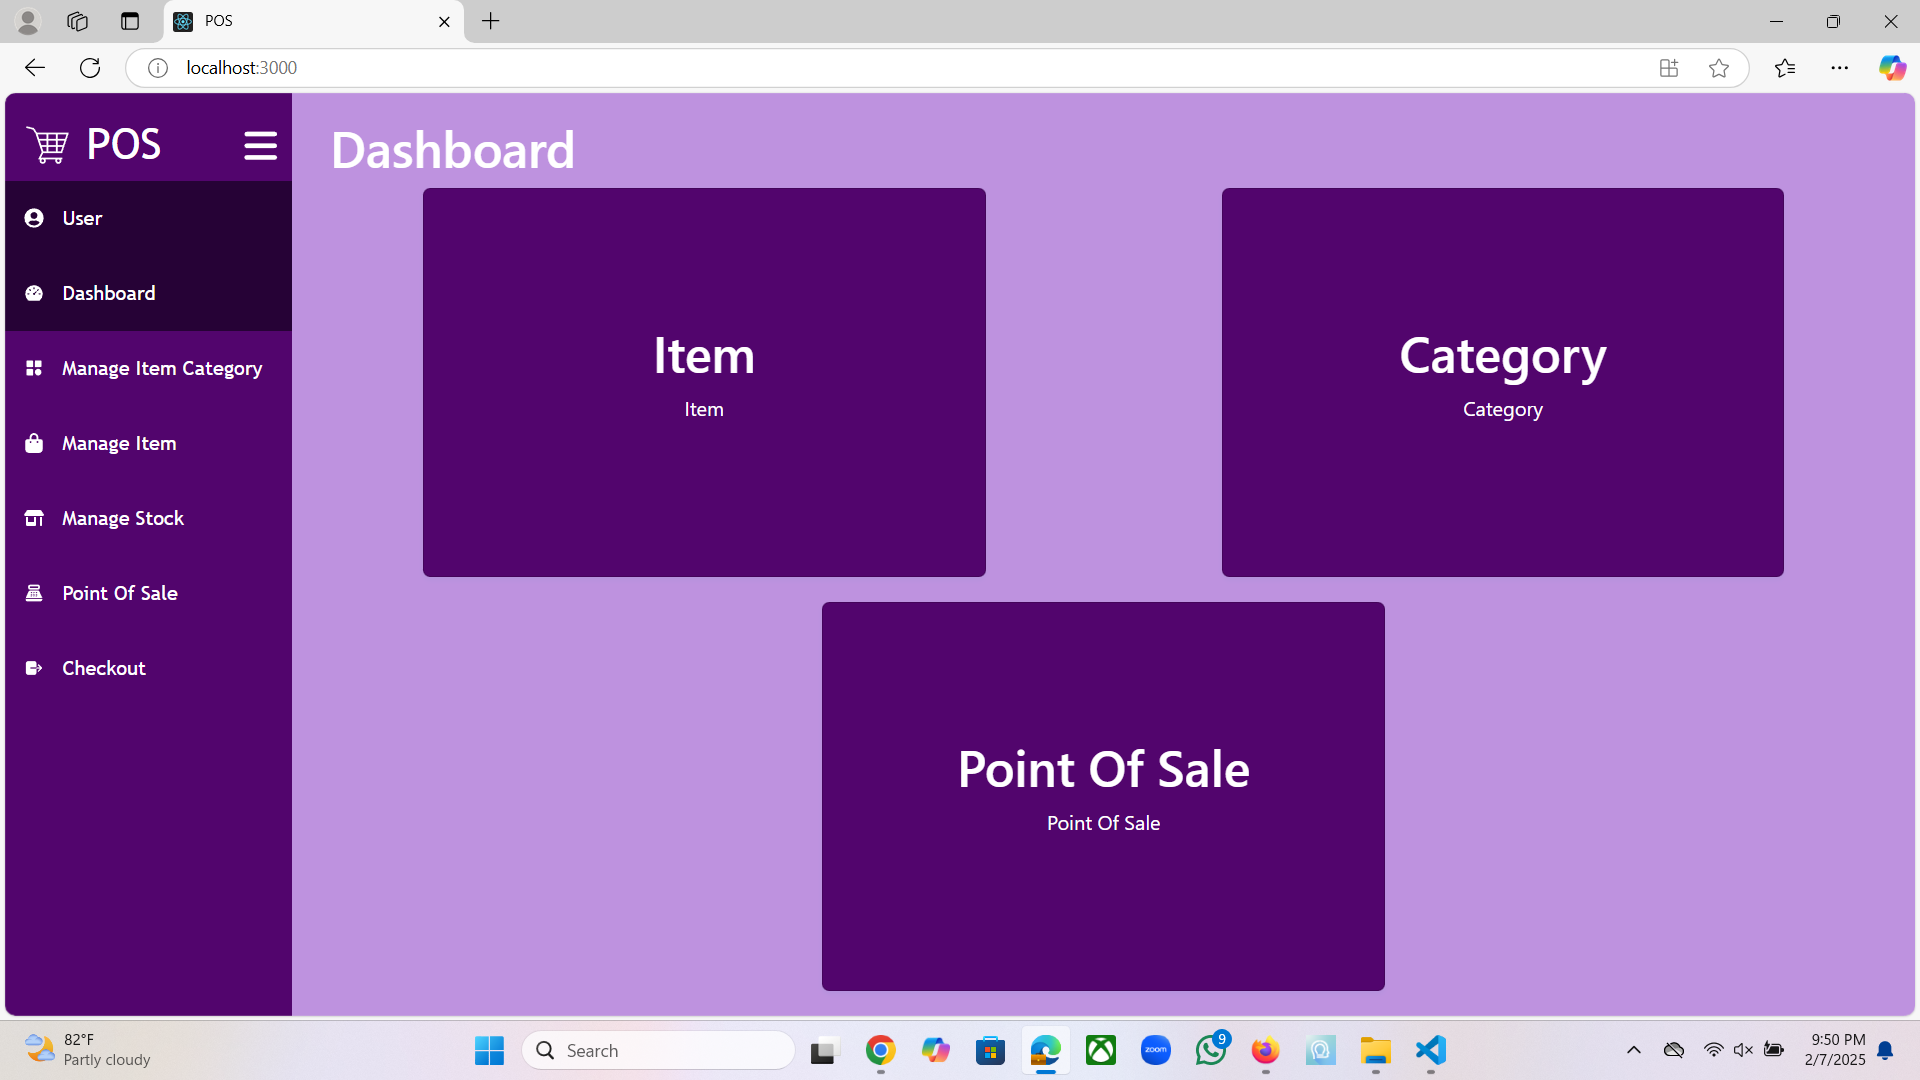 POS
localhost:3000
POS
User
Dashboard
Manage Item Category
Manage Item
Manage Stock
Point Of Sale
Checkout
Dashboard
Item
Item
Category
Category
Point Of Sale
Point Of Sale
82°F
Partly cloudy
Search
zoom
9
9:50 PM
2/7/2025